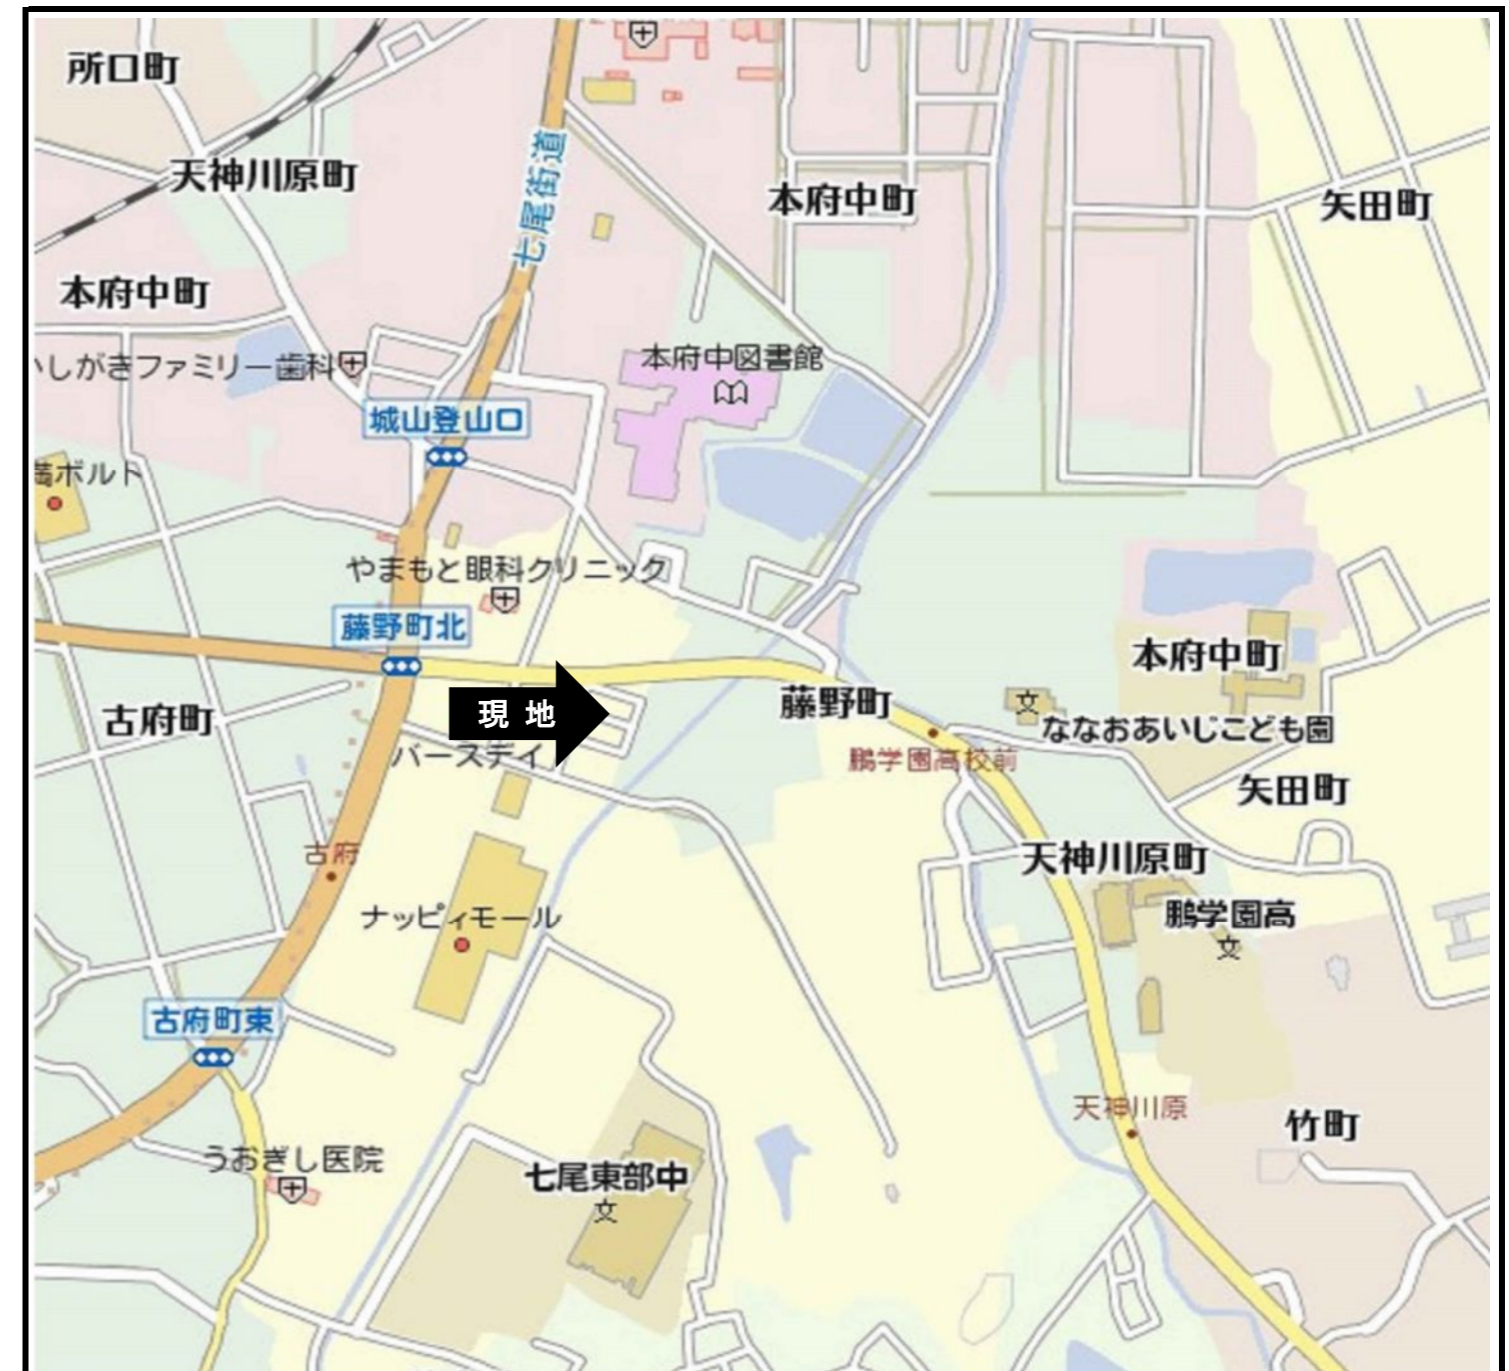 所口町
天神川原町
七尾街道
本府中町
矢田町
本府中町
いしがきファミリー歯科
本府中図書館
城山登山口
満ボルト
やまもと眼科クリニック
藤野町北
本府中町
現地
藤野町
古府町
ななおあいじこども園
バースデイ
鵬学園高校前
矢田町
古府
天神川原町
ナッピィモール
鵬学園高
文
古府町東
天神川原
竹町
うおぎし医院
七尾東部中
文
文